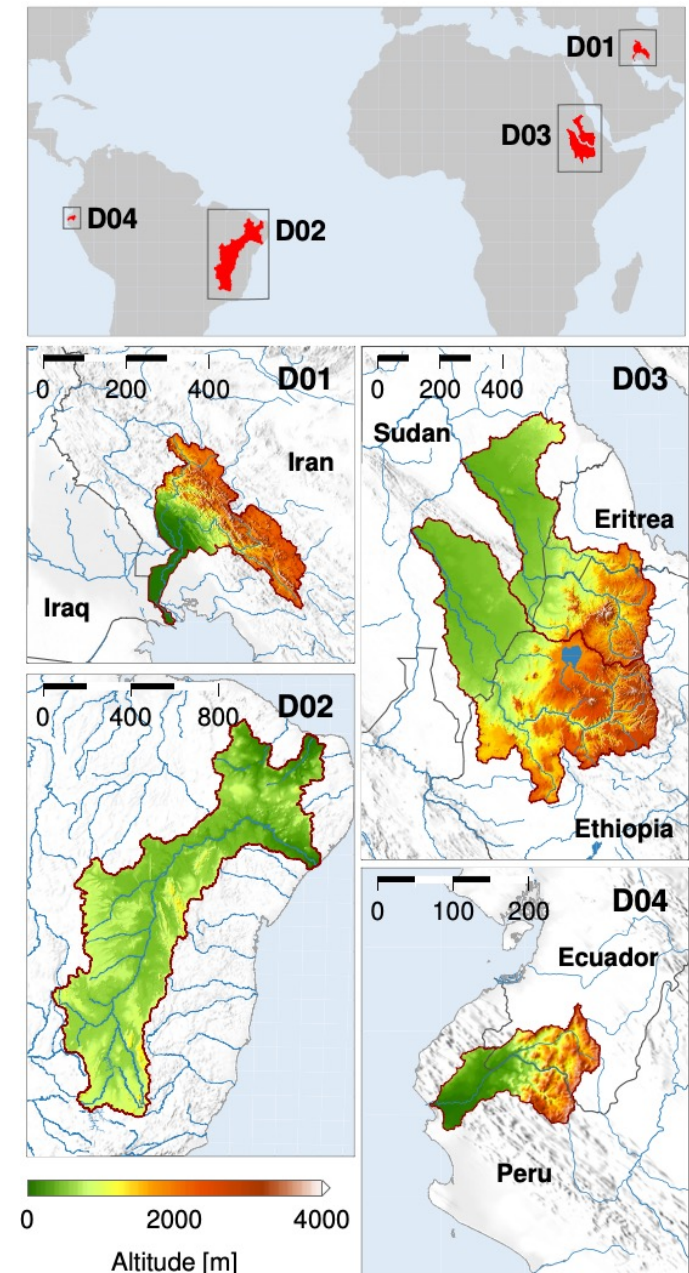 D01
D03
D04
D02
0 200 400
D01
Iran
Iraq
0 200 400
D03
Sudan
Eritrea
Ethiopia
0 400 800
D02
0 100 200
D04
Ecuador
Peru
0 2000 4000
Altitude [m]